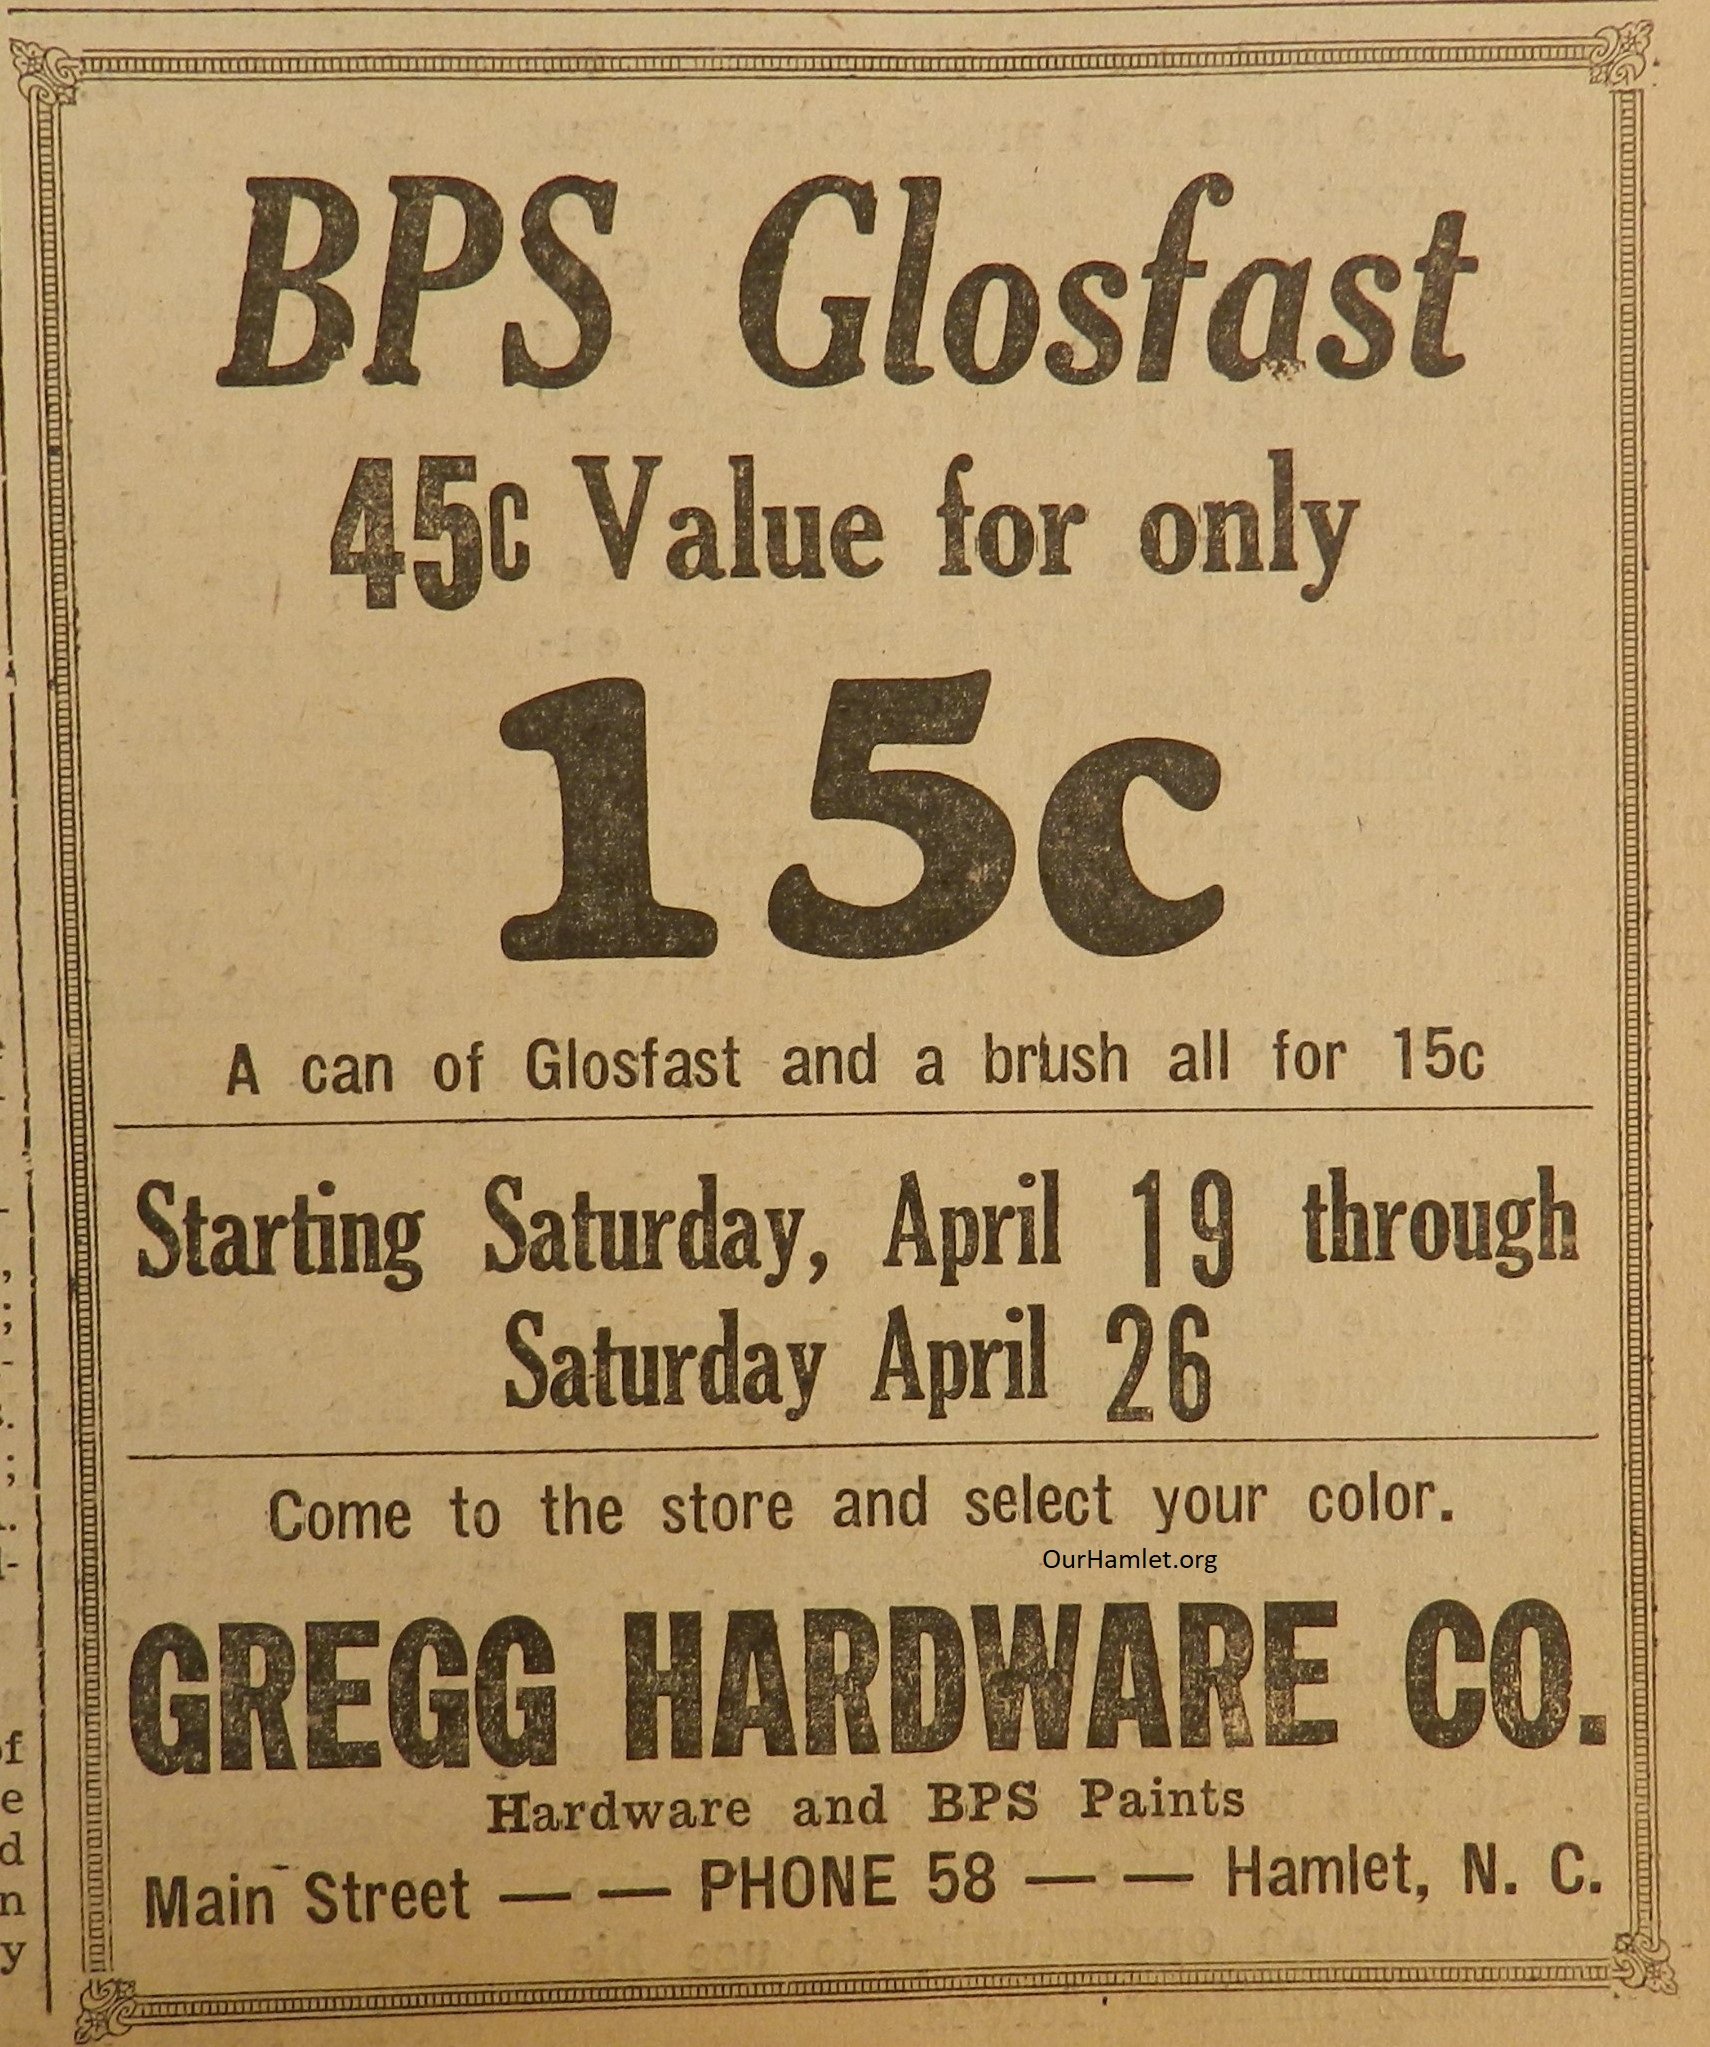 BPS Glosfast
45c Value for only
15c
A can of Glosfast and a brush all for 15c
Starting Saturday, April 19 through
Saturday April 26
Come to the store and select your color.
OurHamlet.org
GREGG HARDWARE CO.
Hardware and BPS Paints
Main Street — — PHONE 58 — — Hamlet, N. C.